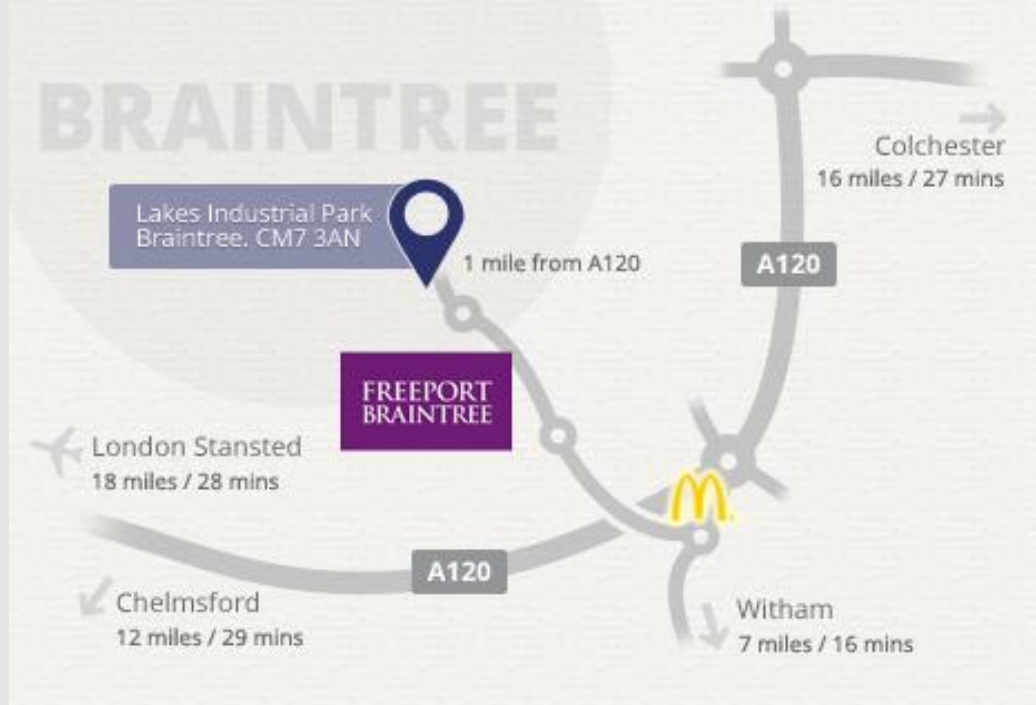 BRAINTREE
Colchester
16 miles / 27 mins
Lakes Industrial Park
Braintree. CM7 3AN
1 mile from A120
A120
FREEPORT
BRAINTREE
London Stansted
18 miles / 28 mins
A120
Chelmsford
12 miles / 29 mins
Witham
7 miles / 16 mins